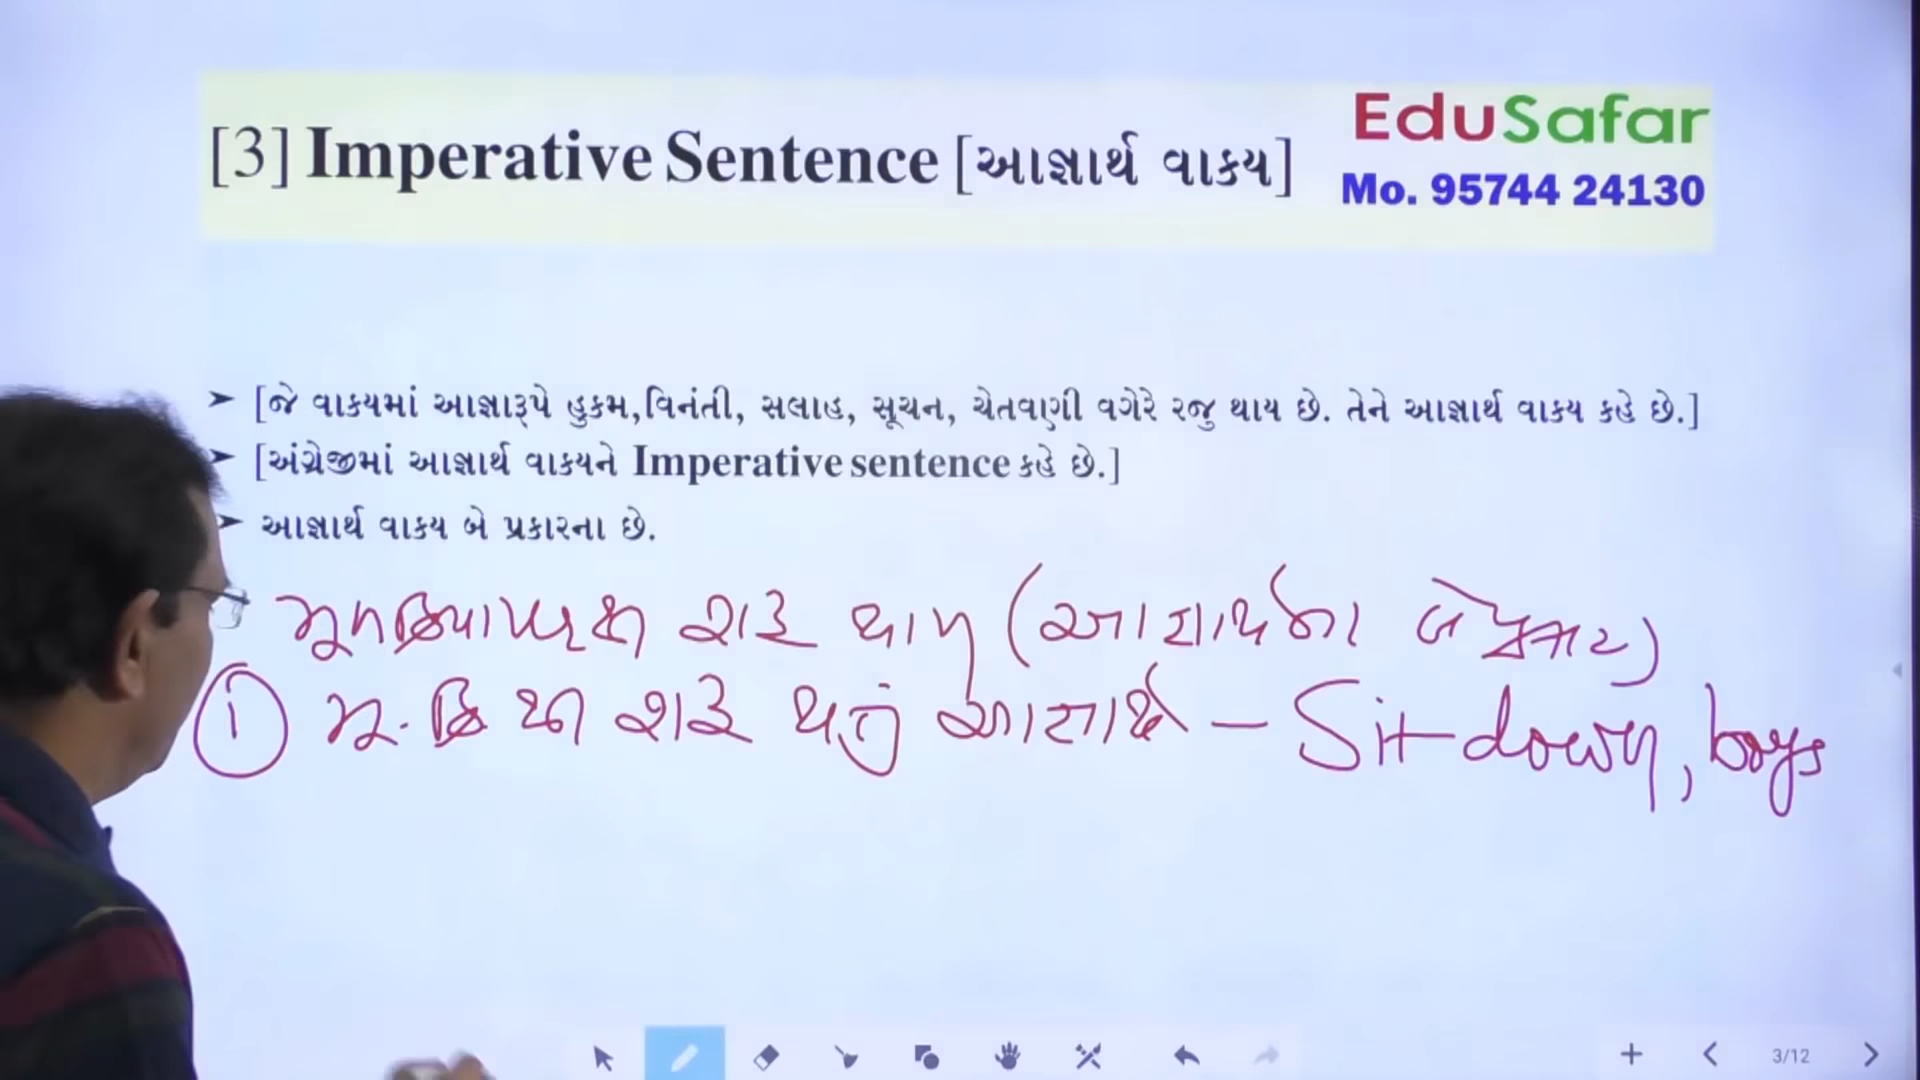 [3] Imperative Sentence [આજ્ઞાર્થ વાક્ય]
EduSafar
Mo. 95744 24130
➤ [જે વાક્યમાં આજ્ઞારૂપે હુકમ,વિનંતી, સલાહ, સૂચન, ચેતવણી વગેરે રજુ થાય છે. તેને આજ્ઞાર્થ વાક્ય કહે છે.]
➤ [અંગ્રેજીમાં આજ્ઞાર્થ વાક્યને Imperative sentence કહે છે.]
➤ આજ્ઞાર્થ વાક્ય બે પ્રકારના છે.
શરૂ થાય (આજ્ઞાર્થના બે પ્રકાર)
① મૂ. ક્રિ થી શરૂ થતું આજ્ઞાર્થ - Sit down, boys
3/12